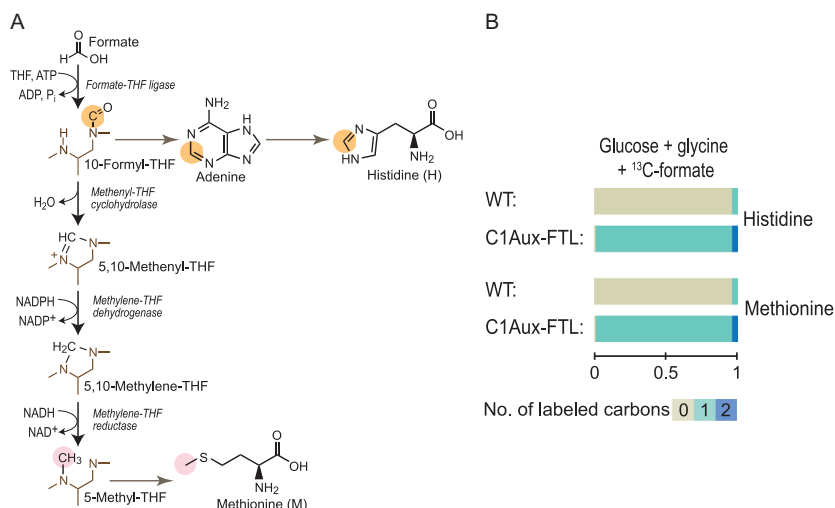 A
Formate
H
O
OH
THF, ATP
ADP, Pi
Formate-THF ligase
C
O
H
N
N
10-Formyl-THF
NH2
N
N
H
N
N
Adenine
O
OH
NH2
N
HN
Histidine (H)
H2O
Methenyl-THF
cyclohydrolase
HC
N
N
+
5,10-Methenyl-THF
NADPH
NADP+
Methylene-THF
dehydrogenase
H2C
N
N
5,10-Methylene-THF
NADH
NAD+
Methylene-THF
reductase
CH3
N
N
5-Methyl-THF
S
O
OH
NH2
Methionine (M)
B
Glucose + glycine
+ 13C-formate
WT:
Histidine
C1Aux-FTL:
WT:
Methionine
C1Aux-FTL:
0 0.5 1
No. of labeled carbons 0 1 2